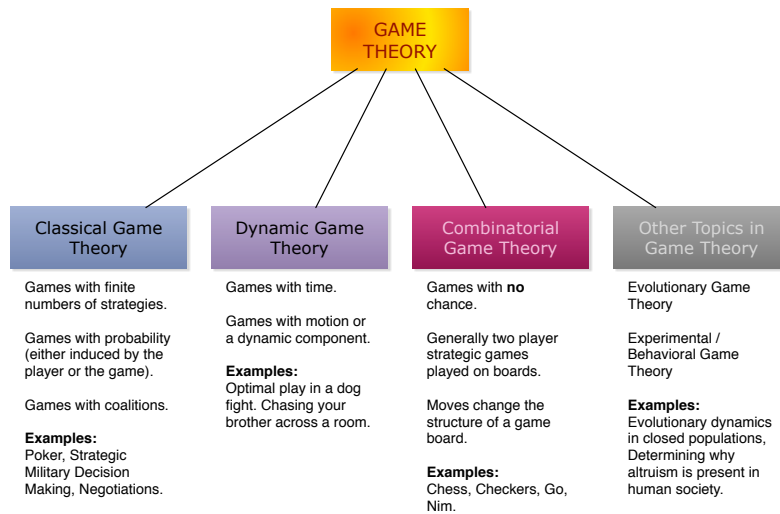 GAME
THEORY
Classical Game
Theory
Games with finite
numbers of strategies.
Games with probability
(either induced by the
player or the game).
Games with coalitions.
Examples:
Poker, Strategic
Military Decision
Making, Negotiations.
Dynamic Game
Theory
Games with time.
Games with motion or
a dynamic component.
Examples:
Optimal play in a dog
fight. Chasing your
brother across a room.
Combinatorial
Game Theory
Games with no
chance.
Generally two player
strategic games
played on boards.
Moves change the
structure of a game
board.
Examples:
Chess, Checkers, Go,
Nim.
Other Topics in
Game Theory
Evolutionary Game
Theory
Experimental /
Behavioral Game
Theory
Examples:
Evolutionary dynamics
in closed populations,
Determining why
altruism is present in
human society.